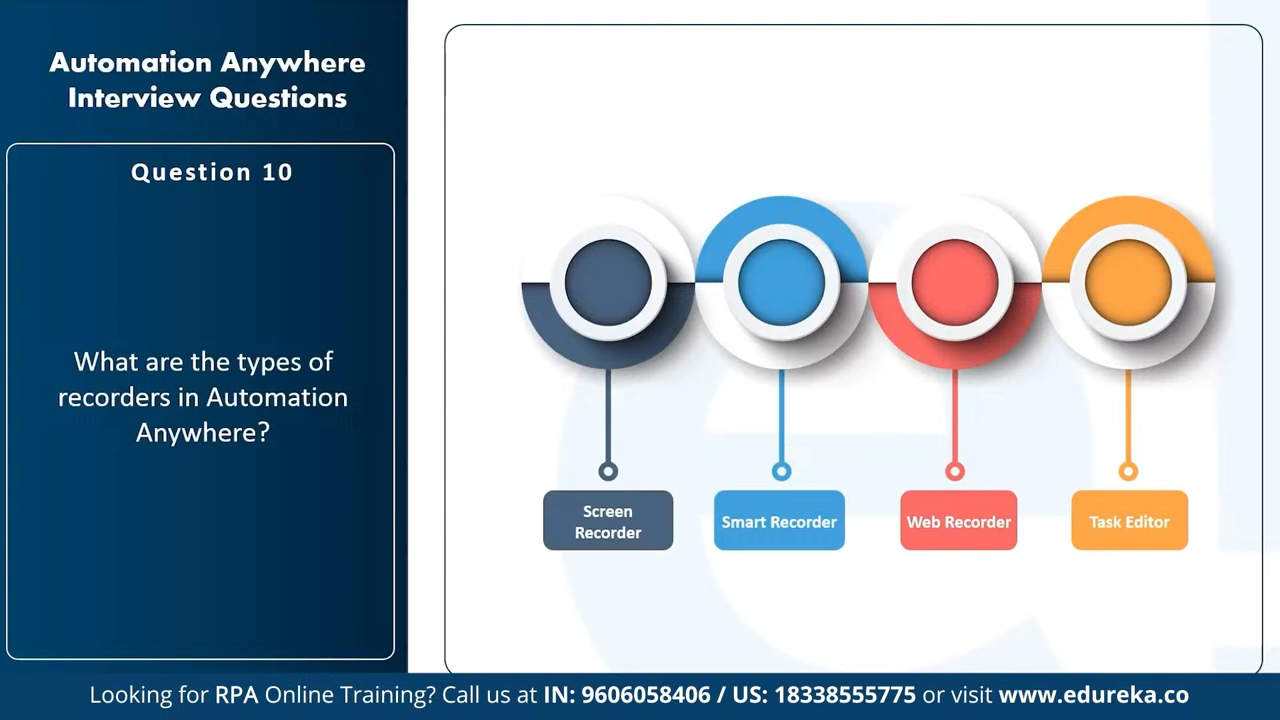 Automation Anywhere
Interview Questions
Question 10
What are the types of
recorders in Automation
Anywhere?
Screen
Recorder
Smart Recorder
Web Recorder
Task Editor
Looking for RPA Online Training? Call us at IN: 9606058406 / US: 18338555775 or visit www.edureka.co